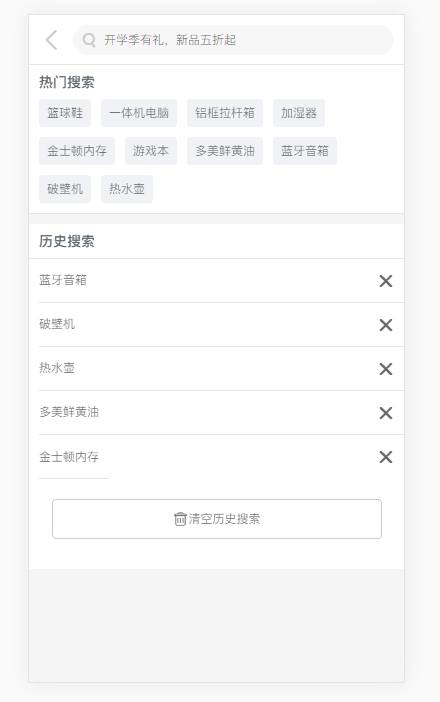 开学季有礼，新品五折起
热门搜索
篮球鞋 一体机电脑 铝框拉杆箱 加湿器
金士顿内存 游戏本 多美鲜黄油 蓝牙音箱
破壁机 热水壶
历史搜索
蓝牙音箱
破壁机
热水壶
多美鲜黄油
金士顿内存
清空历史搜索